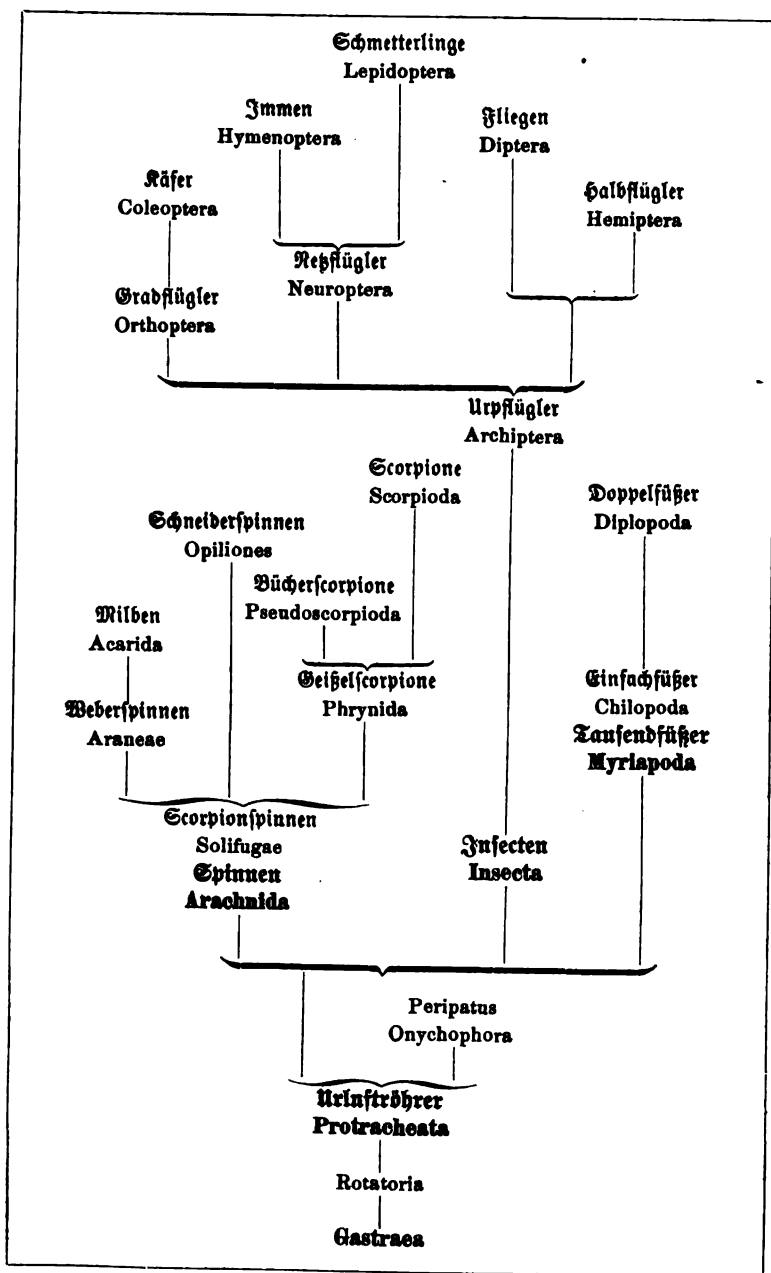 Schmetterlinge
Lepidoptera
Immen
Hymenoptera
Fliegen
Diptera
Käfer
Coleoptera
Halbflügler
Hemiptera
Netzflügler
Neuroptera
Gradflügler
Orthoptera
Urpflügler
Archiptera
Scorpione
Scorpioda
Doppelfüßer
Diplopoda
Schneiderspinnen
Opiliones
Bücherscorpione
Pseudoscorpioda
Milben
Acarida
Geißelscorpione
Phrynida
Einfachfüßer
Chilopoda
Tausendfüßer
Myriapoda
Weberspinnen
Araneae
Scorpionspinnen
Solifugae
Spinnen
Arachnida
Insecten
Insecta
Peripatus
Onychophora
Urluftröhrer
Protracheata
Rotatoria
Gastraea